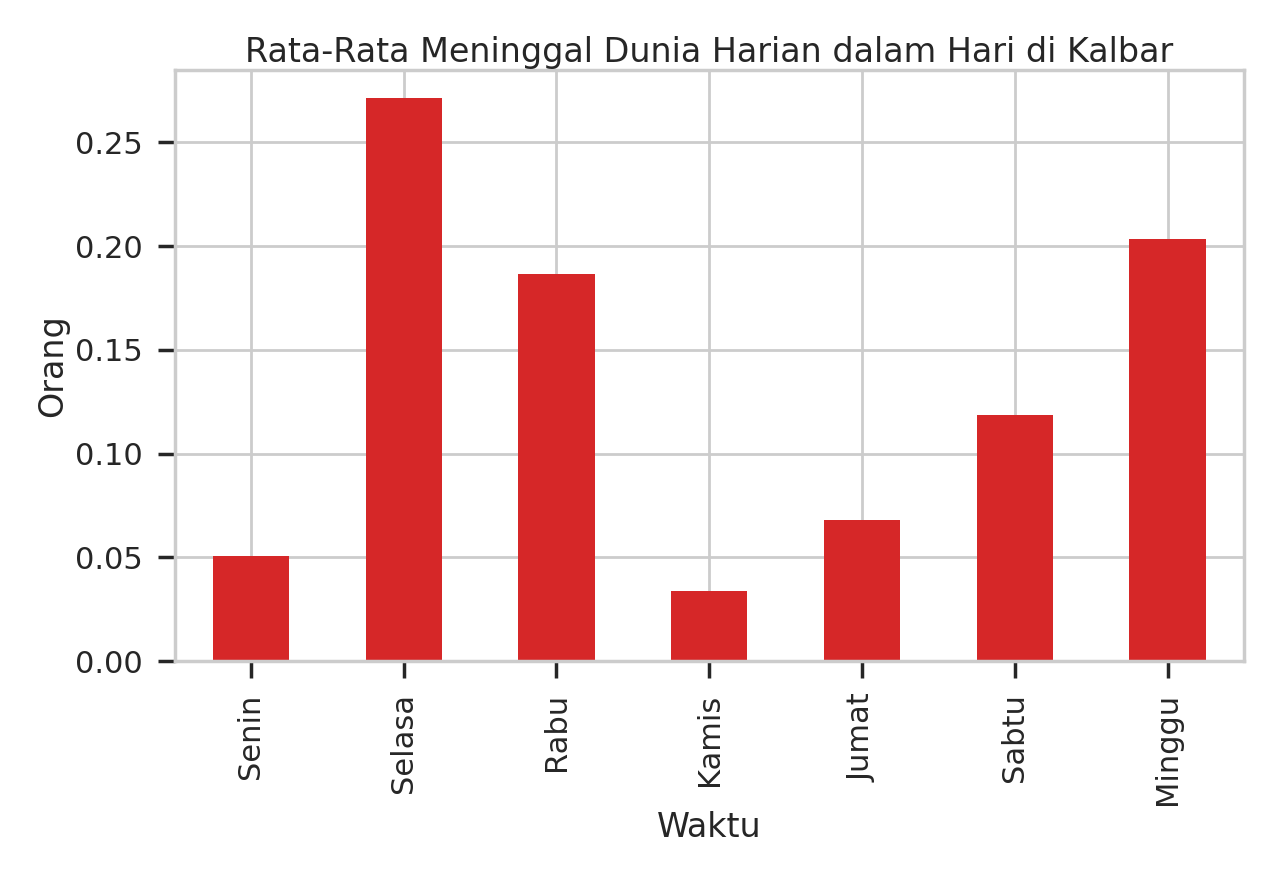 Rata-Rata Meninggal Dunia Harian dalam Hari di Kalbar
Orang
0.25
0.20
0.15
0.10
0.05
0.00
Senin
Selasa
Rabu
Kamis
Jumat
Sabtu
Minggu
Waktu